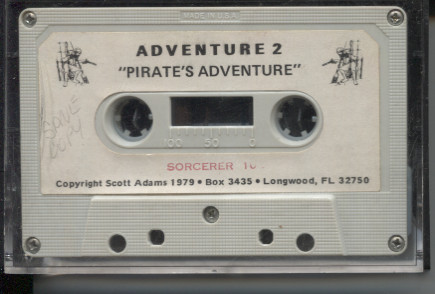 MADE IN U.S.A.
ADVENTURE 2
"PIRATE'S ADVENTURE"
100 50 0
SORCERER
Copyright Scott Adams 1979 • Box 3435 • Longwood, FL 32750